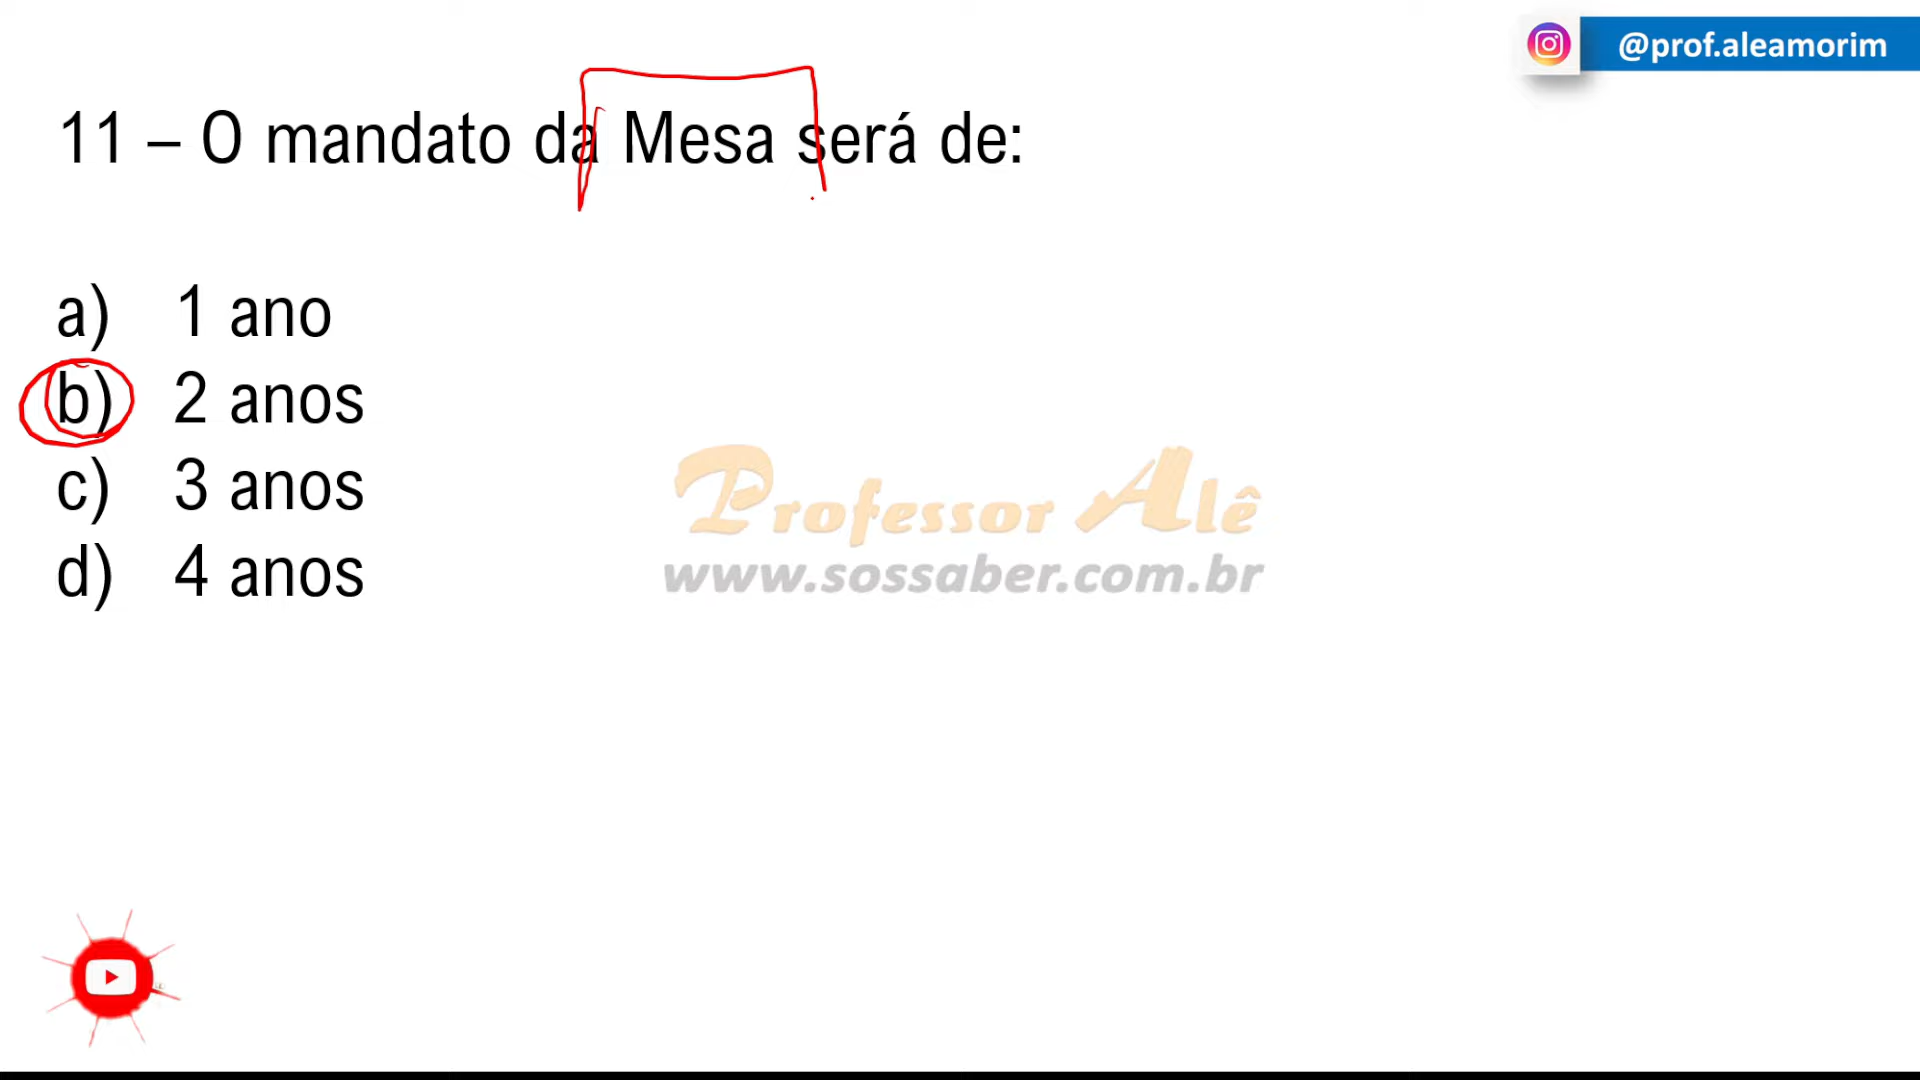 @prof.aleamorim
11 – O mandato da Mesa será de:
a) 1 ano
b) 2 anos
c) 3 anos
d) 4 anos
Professor Alê
www.sossaber.com.br